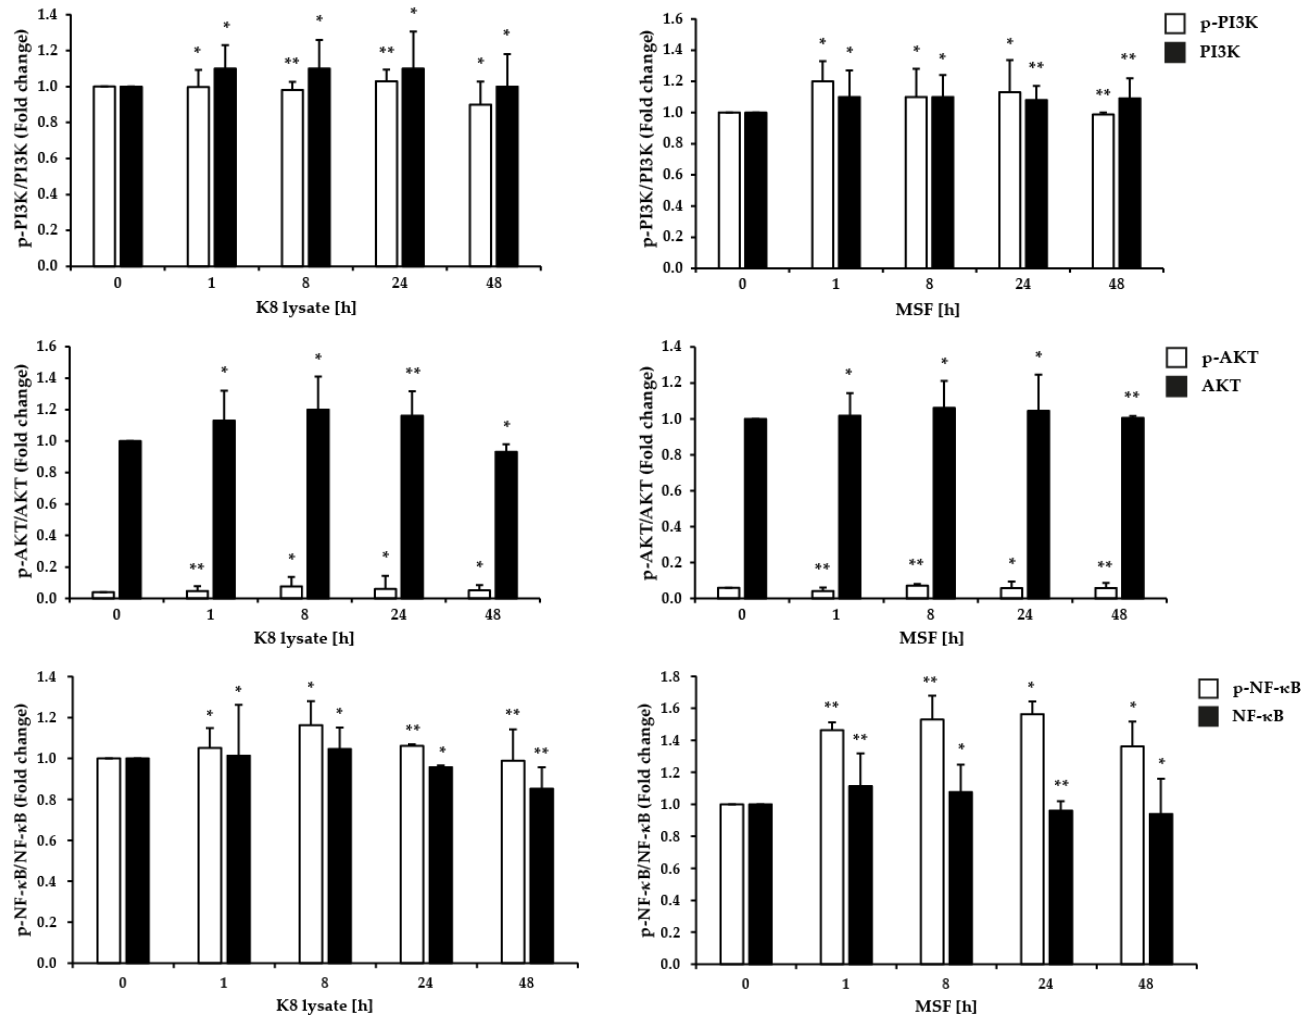 p-PI3K/PI3K (Fold change)
1.4
1.2
1.0
0.8
0.6
0.4
0.2
0.0
* * ** * ** * * *
0 1 8 24 48
K8 lysate [h]
p-PI3K/PI3K (Fold change)
1.6
1.4
1.2
1.0
0.8
0.6
0.4
0.2
0.0
* * * * * ** ** **
0 1 8 24 48
MSF [h]
p-PI3K
PI3K
p-AKT/AKT (Fold change)
1.6
1.4
1.2
1.0
0.8
0.6
0.4
0.2
0.0
** * * * * ** * *
0 1 8 24 48
K8 lysate [h]
p-AKT/AKT (Fold change)
1.4
1.2
1.0
0.8
0.6
0.4
0.2
0.0
** * ** * * * ** **
0 1 8 24 48
MSF [h]
p-AKT
AKT
p-NF-κB/NF-κB (Fold change)
1.4
1.2
1.0
0.8
0.6
0.4
0.2
0.0
* * * * ** * ** **
0 1 8 24 48
K8 lysate [h]
p-NF-κB/NF-κB (Fold change)
1.8
1.6
1.4
1.2
1.0
0.8
0.6
0.4
0.2
0.0
** ** ** * * ** * *
0 1 8 24 48
MSF [h]
p-NF-κB
NF-κB